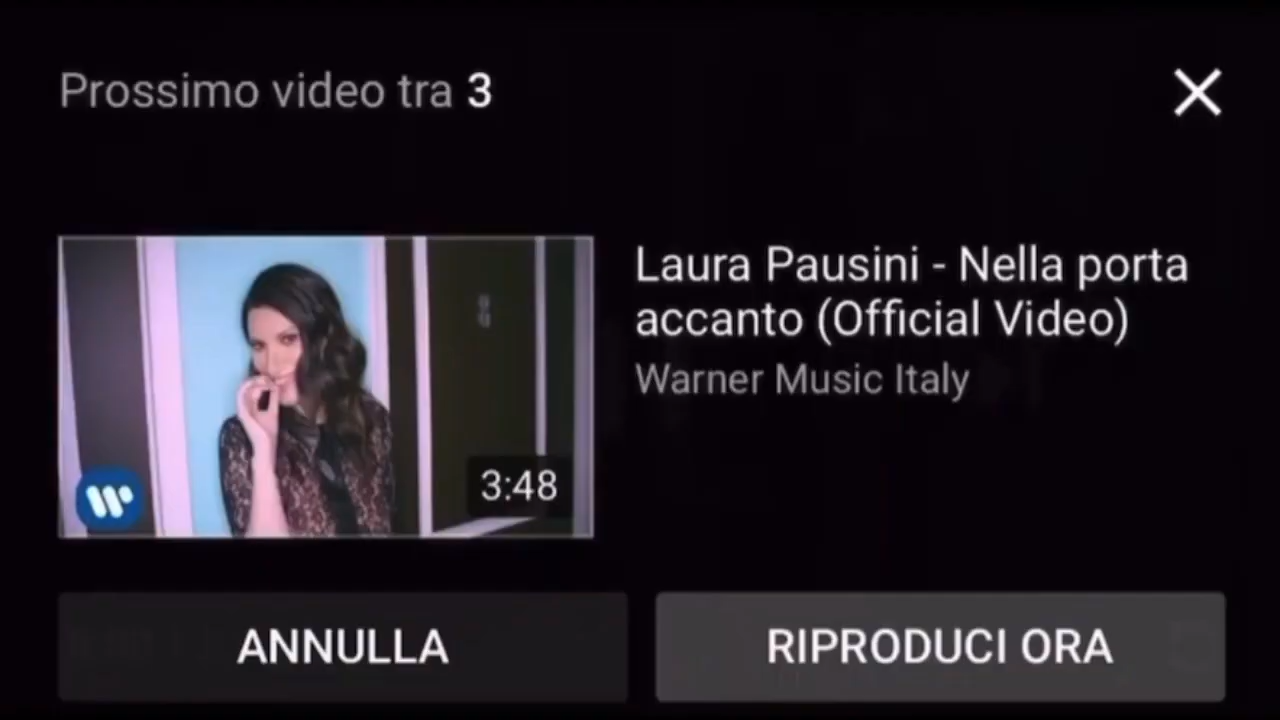 Prossimo video tra 3
Laura Pausini - Nella porta
accanto (Official Video)
Warner Music Italy
3:48
ANNULLA
RIPRODUCI ORA